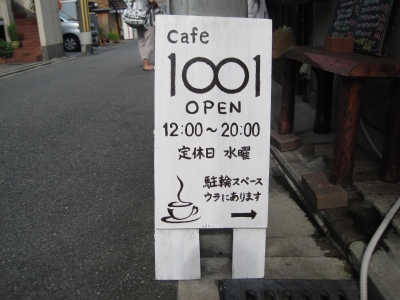 cafe
1001
OPEN
12:00～20:00
定休日 水曜
駐輪スペース
ウラにあります
→